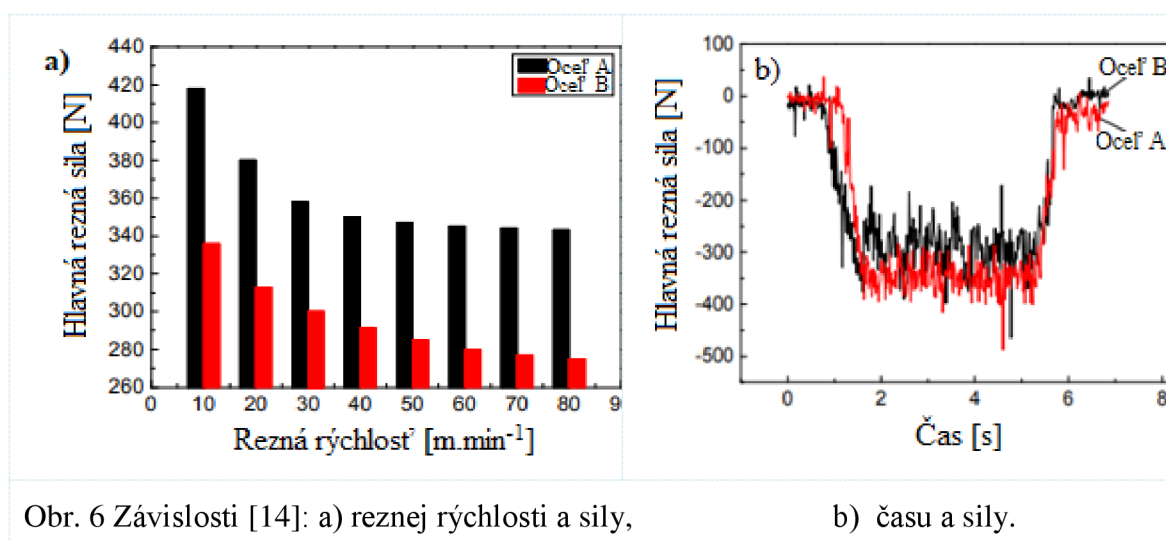 a)
Hlavná rezná sila [N]
440
420
400
380
360
340
320
300
280
260
0 10 20 30 40 50 60 70 80 9
Rezná rýchlosť [m.min⁻¹]
Oceľ A
Oceľ B
b)
Hlavná rezná sila [N]
100
0
-100
-200
-300
-400
-500
0 2 4 6 8
Čas [s]
Oceľ B
Oceľ A
Obr. 6 Závislosti [14]: a) reznej rýchlosti a sily, b) času a sily.